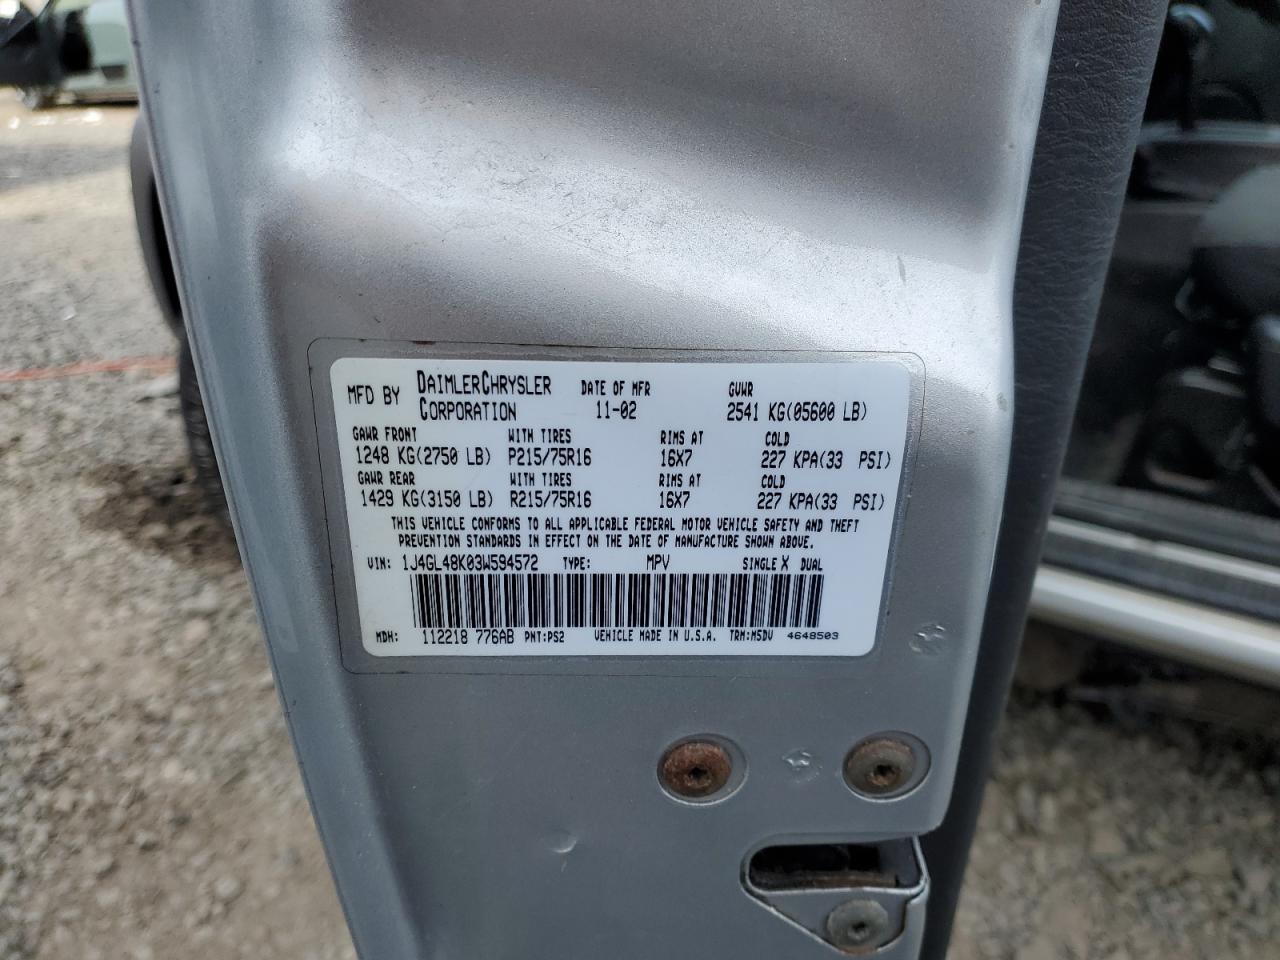 MFD BY DAIMLERCHRYSLER CORPORATION DATE OF MFR 11-02 GVWR 2541 KG(05600 LB)
GAWR FRONT WITH TIRES RIMS AT COLD
1248 KG(2750 LB) P215/75R16 16X7 227 KPA(33 PSI)
GAWR REAR WITH TIRES RIMS AT COLD
1429 KG(3150 LB) R215/75R16 16X7 227 KPA(33 PSI)
THIS VEHICLE CONFORMS TO ALL APPLICABLE FEDERAL MOTOR VEHICLE SAFETY AND THEFT
PREVENTION STANDARDS IN EFFECT ON THE DATE OF MANUFACTURE SHOWN ABOVE.
VIN: 1J4GL48K03W594572 TYPE: MPV SINGLE X DUAL
MDH: 112218 776AB PNT:PS2 VEHICLE MADE IN U.S.A. TRM:M5DV 4648503